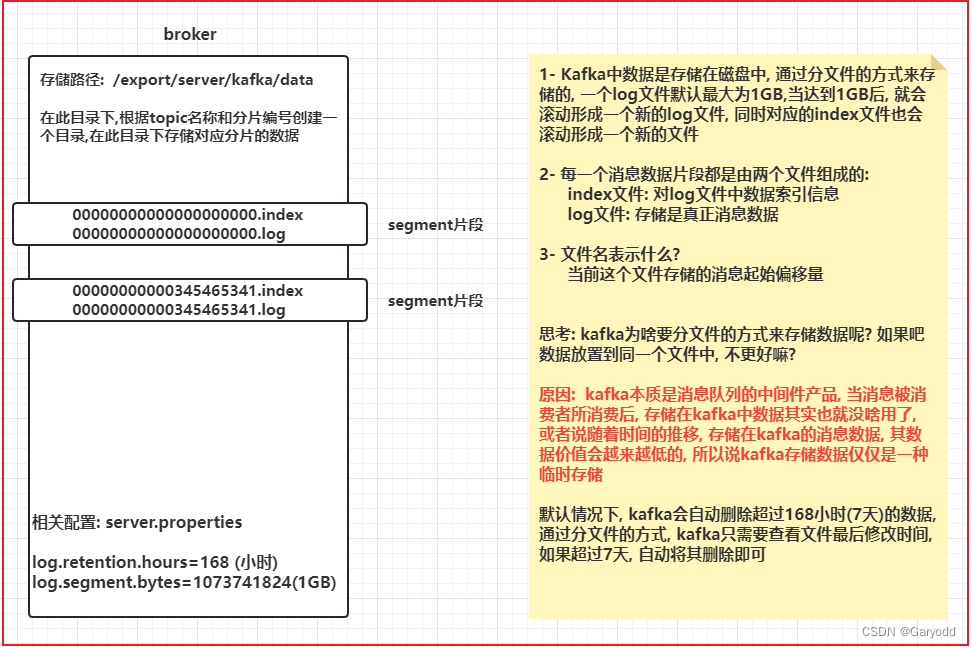 broker
存储路径: /export/server/kafka/data
在此目录下,根据topic名称和分片编号创建一
个目录,在此目录下存储对应分片的数据
00000000000000000000.index
00000000000000000000.log
segment片段
00000000000345465341.index
00000000000345465341.log
segment片段
相关配置: server.properties
log.retention.hours=168 (小时)
log.segment.bytes=1073741824(1GB)
1- Kafka中数据是存储在磁盘中, 通过分文件的方式来存
储的, 一个log文件默认最大为1GB,当达到1GB后, 就会
滚动形成一个新的log文件, 同时对应的index文件也会
滚动形成一个新的文件
2- 每一个消息数据片段都是由两个文件组成的:
index文件: 对log文件中数据索引信息
log文件: 存储是真正消息数据
3- 文件名表示什么?
当前这个文件存储的消息起始偏移量
思考: kafka为啥要分文件的方式来存储数据呢? 如果吧
数据放置到同一个文件中, 不更好嘛?
原因: kafka本质是消息队列的中间件产品, 当消息被消
费者所消费后, 存储在kafka中数据其实也就没啥用了,
或者说随着时间的推移, 存储在kafka的消息数据, 其数
据价值会越来越低的, 所以说kafka存储数据仅仅是一种
临时存储
默认情况下, kafka会自动删除超过168小时(7天)的数据,
通过分文件的方式, kafka只需要查看文件最后修改时间,
如果超过7天, 自动将其删除即可
CSDN @Garyodd